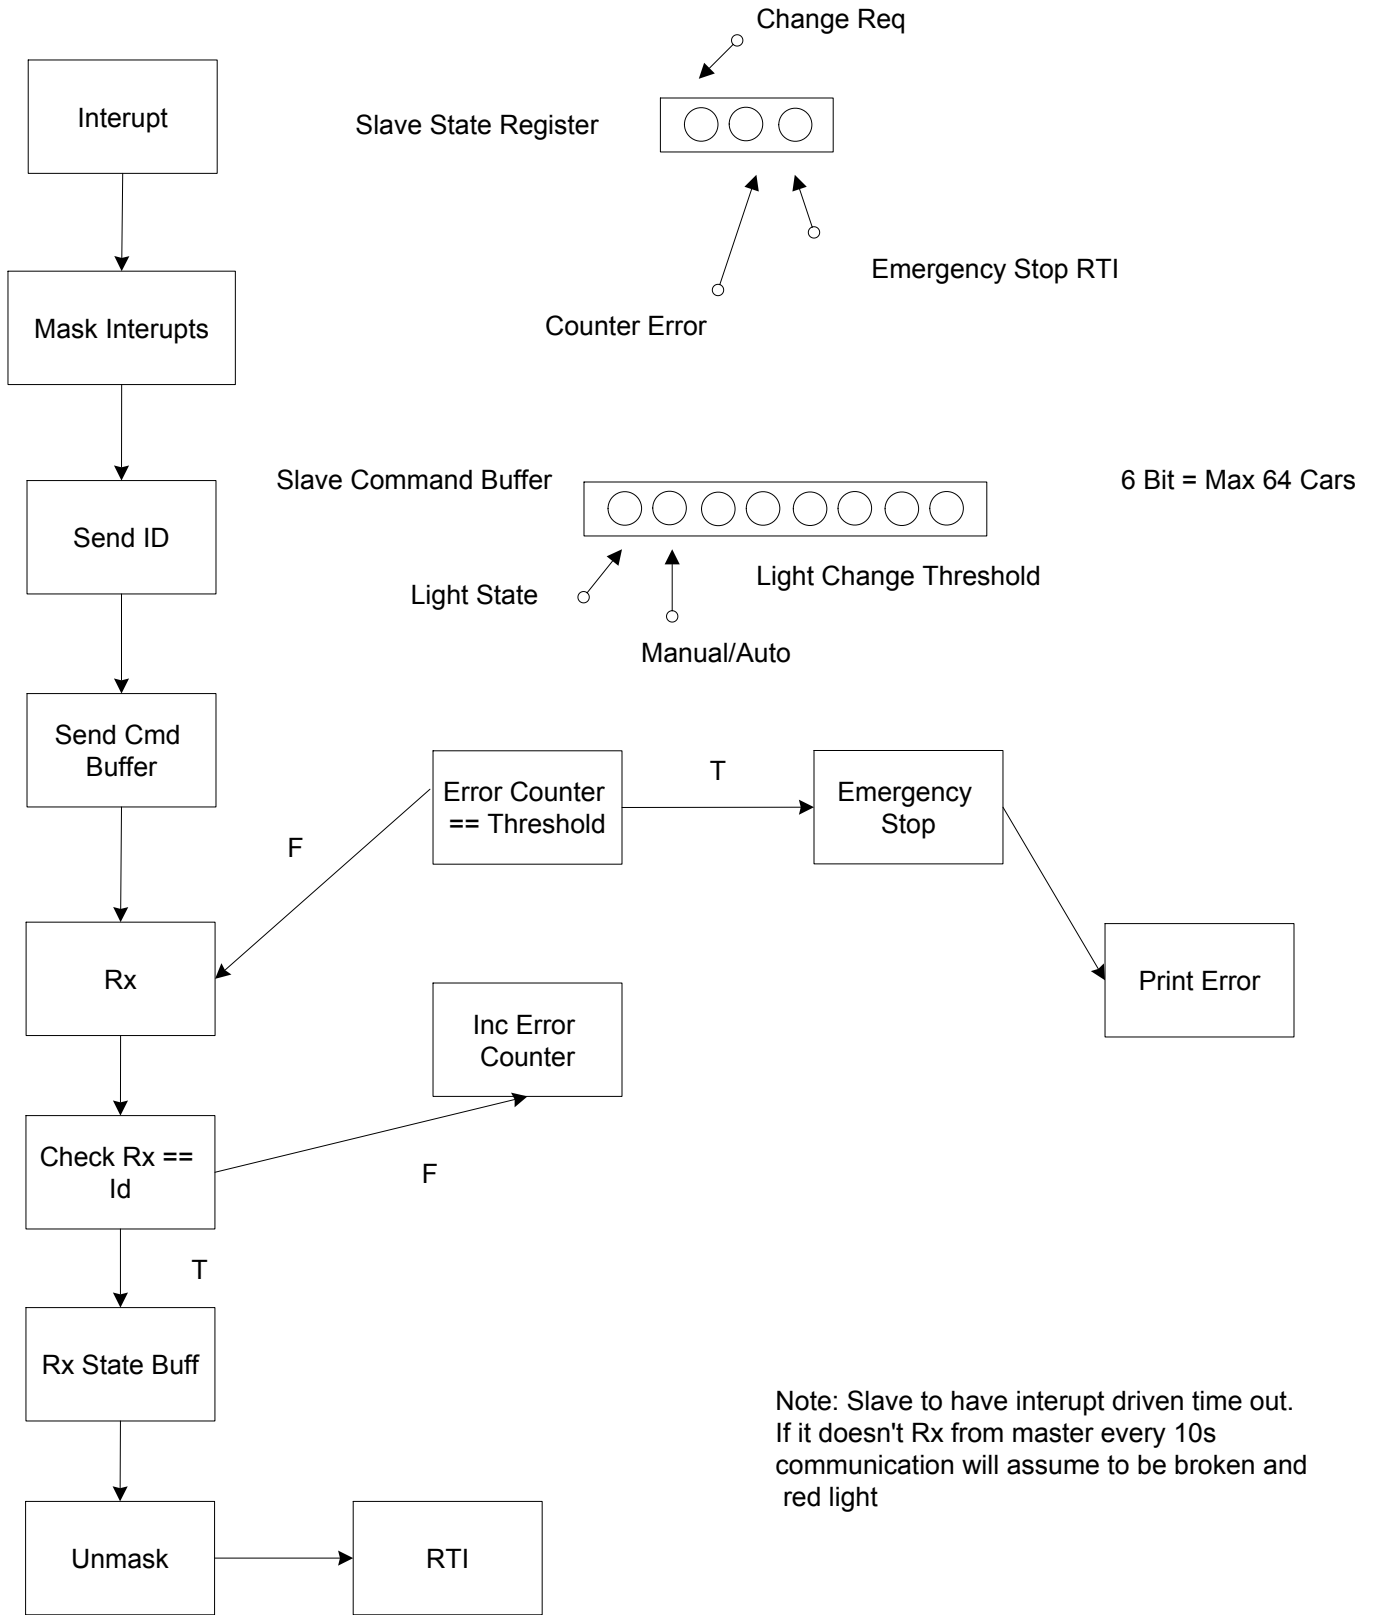 Change Req
Interupt
Slave State Register
Emergency Stop RTI
Counter Error
Mask Interupts
Slave Command Buffer
6 Bit = Max 64 Cars
Send ID
Light Change Threshold
Light State
Manual/Auto
Send Cmd
Buffer
Error Counter
== Threshold
T
Emergency
Stop
F
Rx
Print Error
Inc Error
Counter
Check Rx ==
Id
F
T
Rx State Buff
Note: Slave to have interupt driven time out.
If it doesn't Rx from master every 10s
communication will assume to be broken and
red light
Unmask
RTI